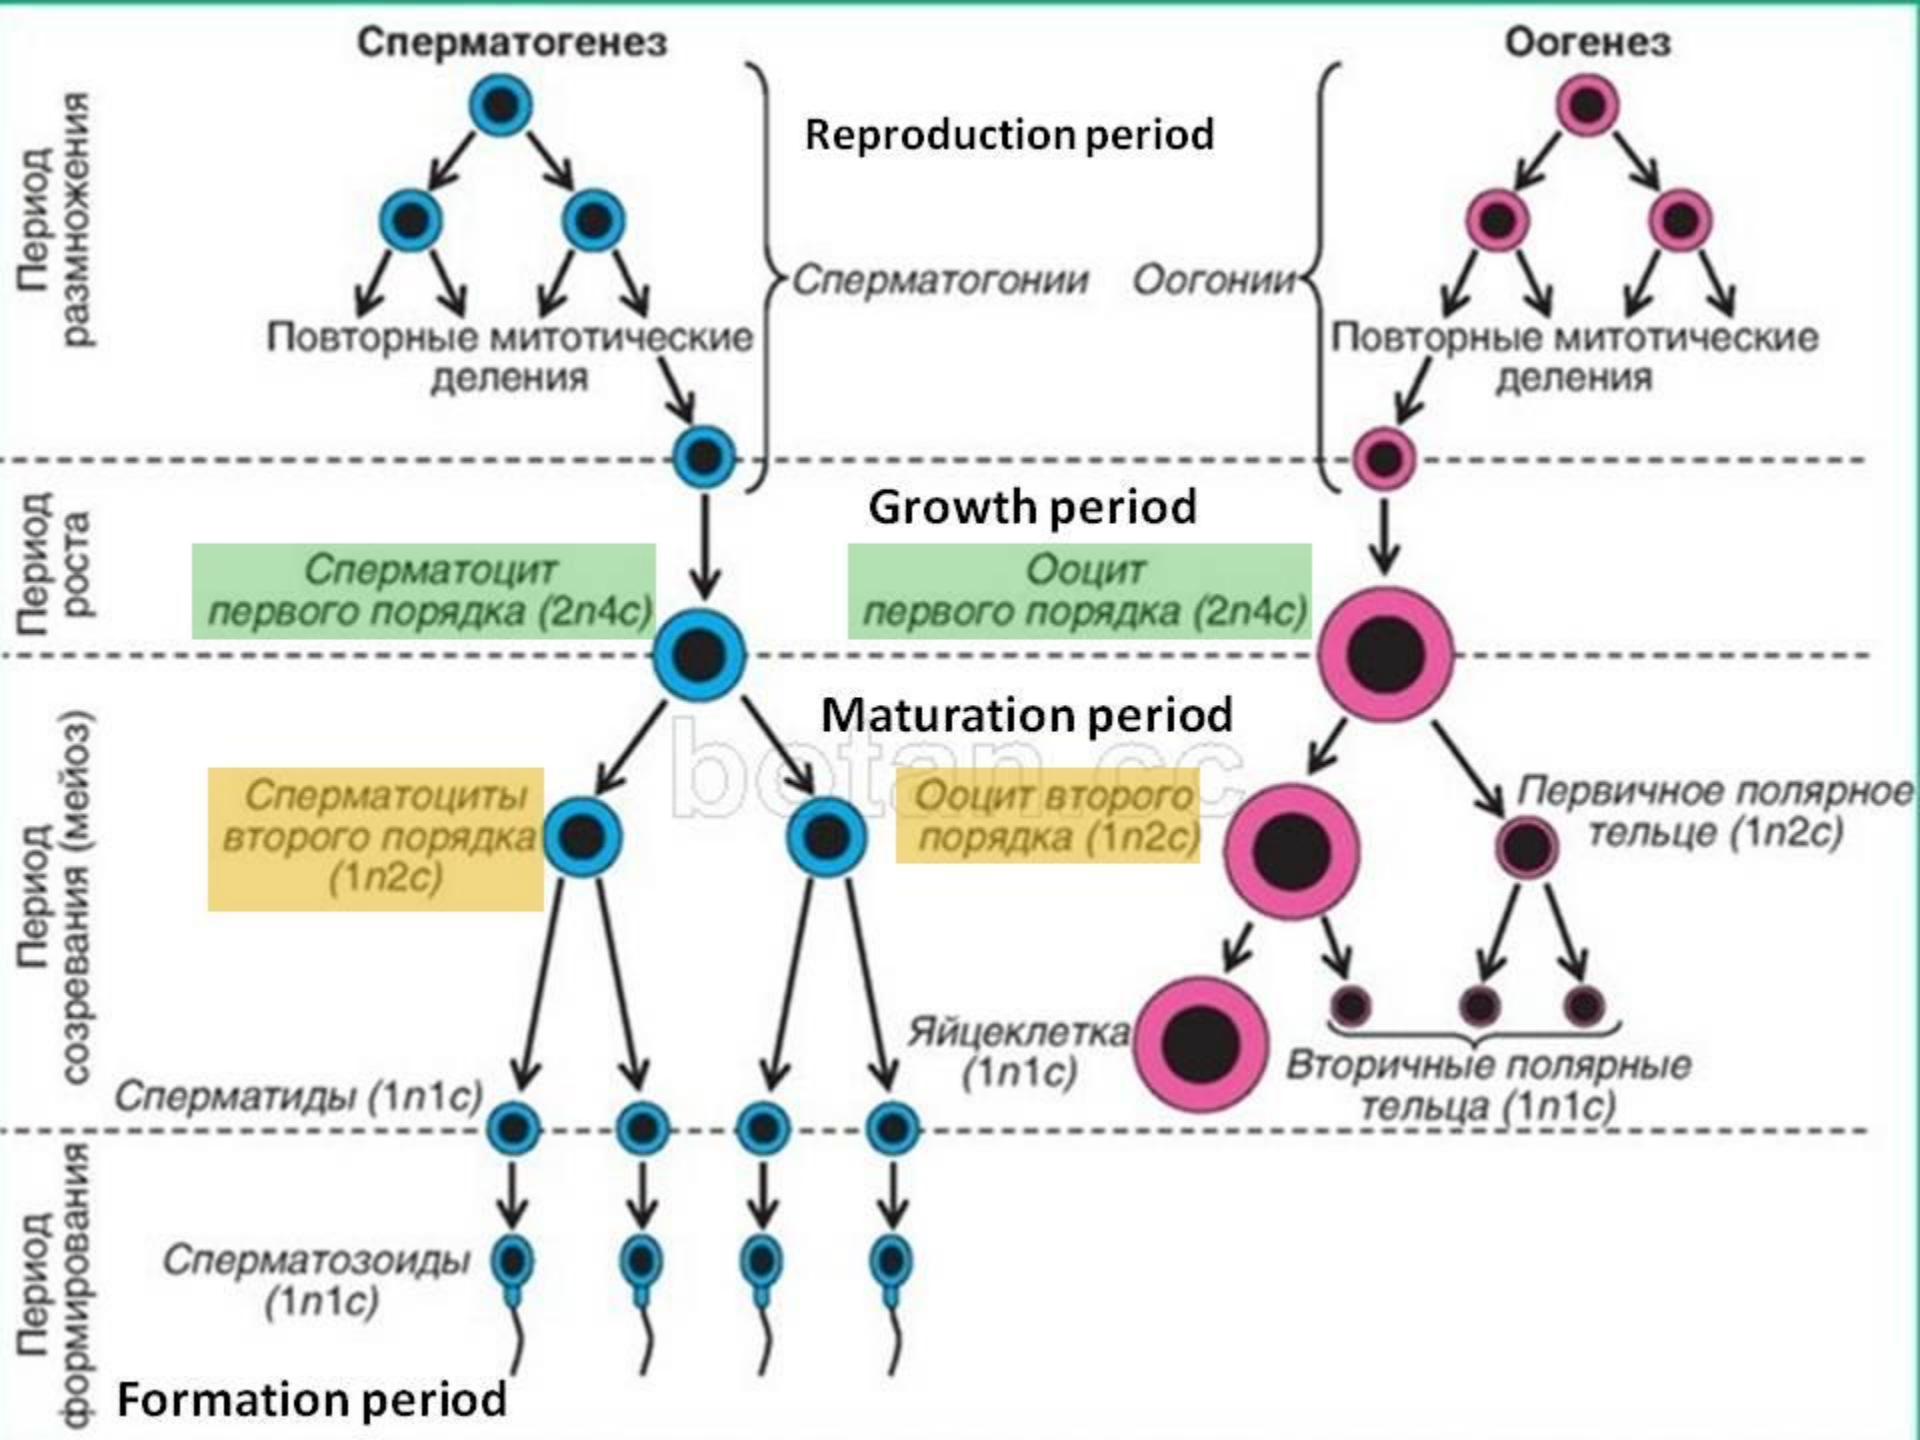 Сперматогенез
Оогенез
Период
размножения
Reproduction period
Сперматогонии
Оогонии
Повторные митотические
деления
Повторные митотические
деления
Период
роста
Growth period
Сперматоцит
первого порядка (2n4c)
Ооцит
первого порядка (2n4c)
Период
созревания (мейоз)
Maturation period
botan.cc
Сперматоциты
второго порядка
(1n2c)
Ооцит второго
порядка (1n2c)
Первичное полярное
тельце (1n2c)
Яйцеклетка
(1n1c)
Вторичные полярные
тельца (1n1c)
Сперматиды (1n1c)
Период
формирования
Сперматозоиды
(1n1c)
Formation period